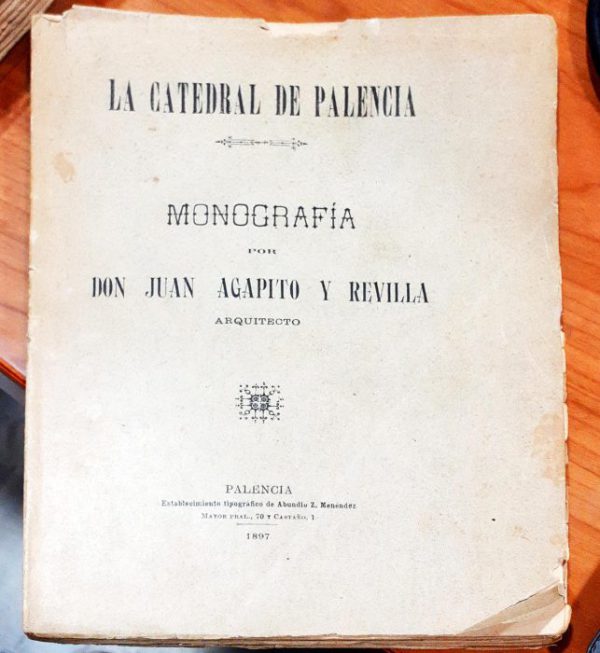 LA CATEDRAL DE PALENCIA
MONOGRAFÍA
POR
DON JUAN AGAPITO Y REVILLA
ARQUITECTO
PALENCIA
Establecimiento tipográfico de Abundio Z. Menéndez
MAYOR PRAL., 70 Y CASTAÑO, 1
1897